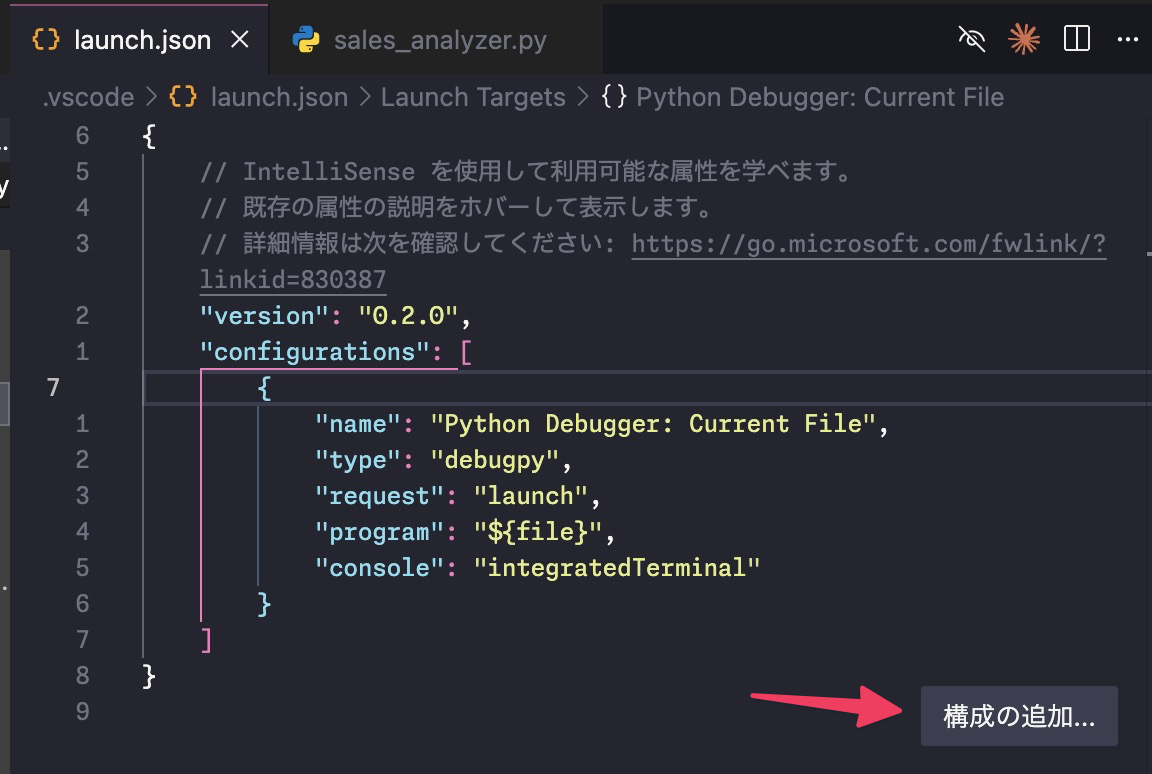 launch.json
sales_analyzer.py
.vscode > launch.json > Launch Targets > {} Python Debugger: Current File
6 {
5 // IntelliSense を使用して利用可能な属性を学べます。
4 // 既存の属性の説明をホバーして表示します。
3 // 詳細情報は次を確認してください: https://go.microsoft.com/fwlink/?
linkid=830387
2 "version": "0.2.0",
1 "configurations": [
7 {
1 "name": "Python Debugger: Current File",
2 "type": "debugpy",
3 "request": "launch",
4 "program": "${file}",
5 "console": "integratedTerminal"
6 }
7 ]
8 }
9
構成の追加...